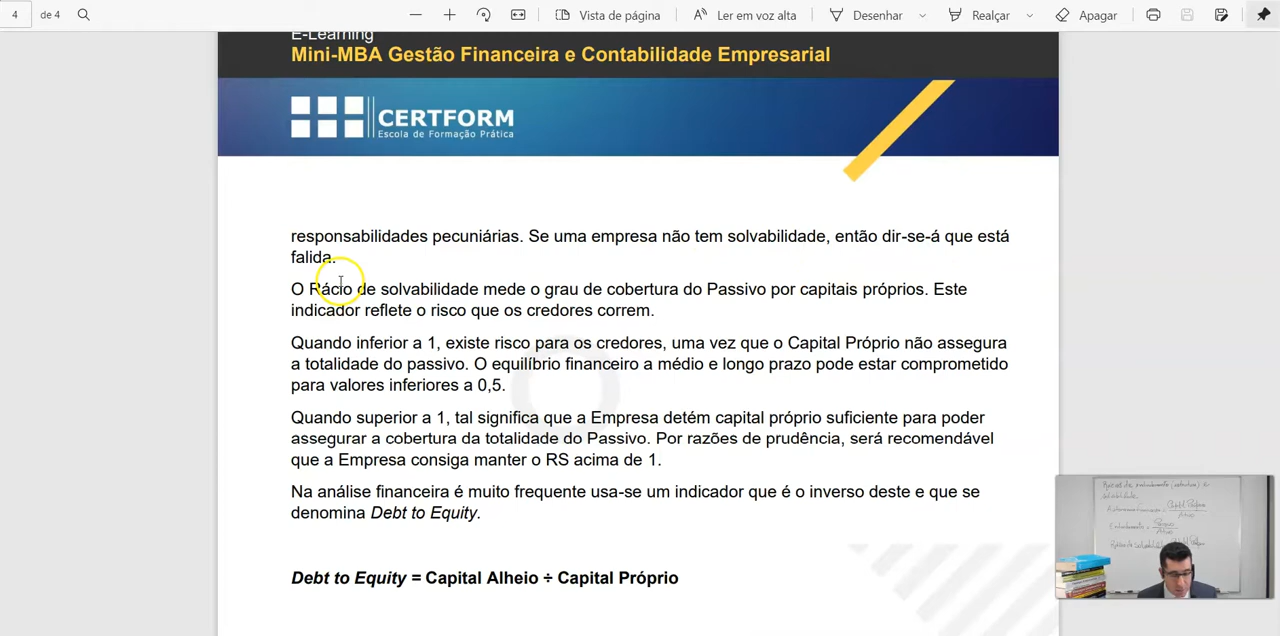 4 de 4 Vista de página Ler em voz alta Desenhar Realçar Apagar
E-Learning
Mini-MBA Gestão Financeira e Contabilidade Empresarial
CERTFORM
Escola de Formação Prática
responsabilidades pecuniárias. Se uma empresa não tem solvabilidade, então dir-se-á que está
falida.
O Rácio de solvabilidade mede o grau de cobertura do Passivo por capitais próprios. Este
indicador reflete o risco que os credores correm.
Quando inferior a 1, existe risco para os credores, uma vez que o Capital Próprio não assegura
a totalidade do passivo. O equilíbrio financeiro a médio e longo prazo pode estar comprometido
para valores inferiores a 0,5.
Quando superior a 1, tal significa que a Empresa detém capital próprio suficiente para poder
assegurar a cobertura da totalidade do Passivo. Por razões de prudência, será recomendável
que a Empresa consiga manter o RS acima de 1.
Na análise financeira é muito frequente usa-se um indicador que é o inverso deste e que se
denomina Debt to Equity.
Debt to Equity = Capital Alheio ÷ Capital Próprio